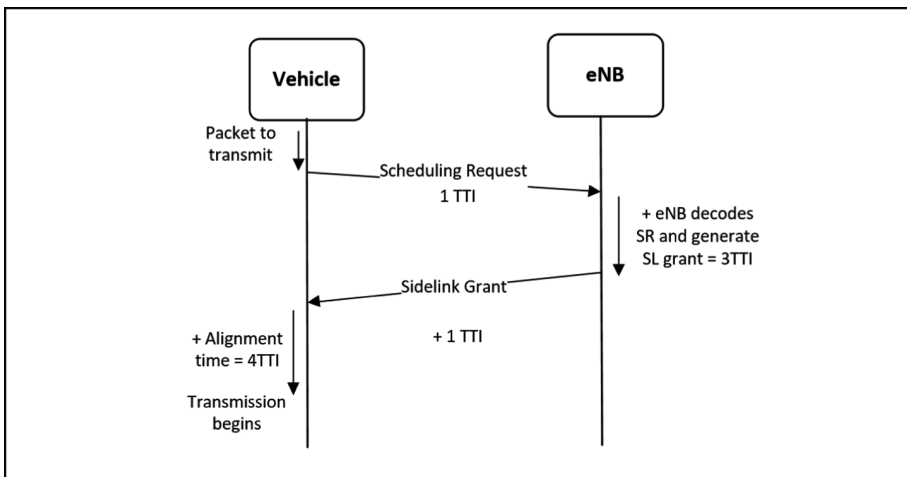 Vehicle
eNB
Packet to
transmit
Scheduling Request
1 TTI
+ eNB decodes
SR and generate
SL grant = 3TTI
Sidelink Grant
+ 1 TTI
+ Alignment
time = 4TTI
Transmission
begins